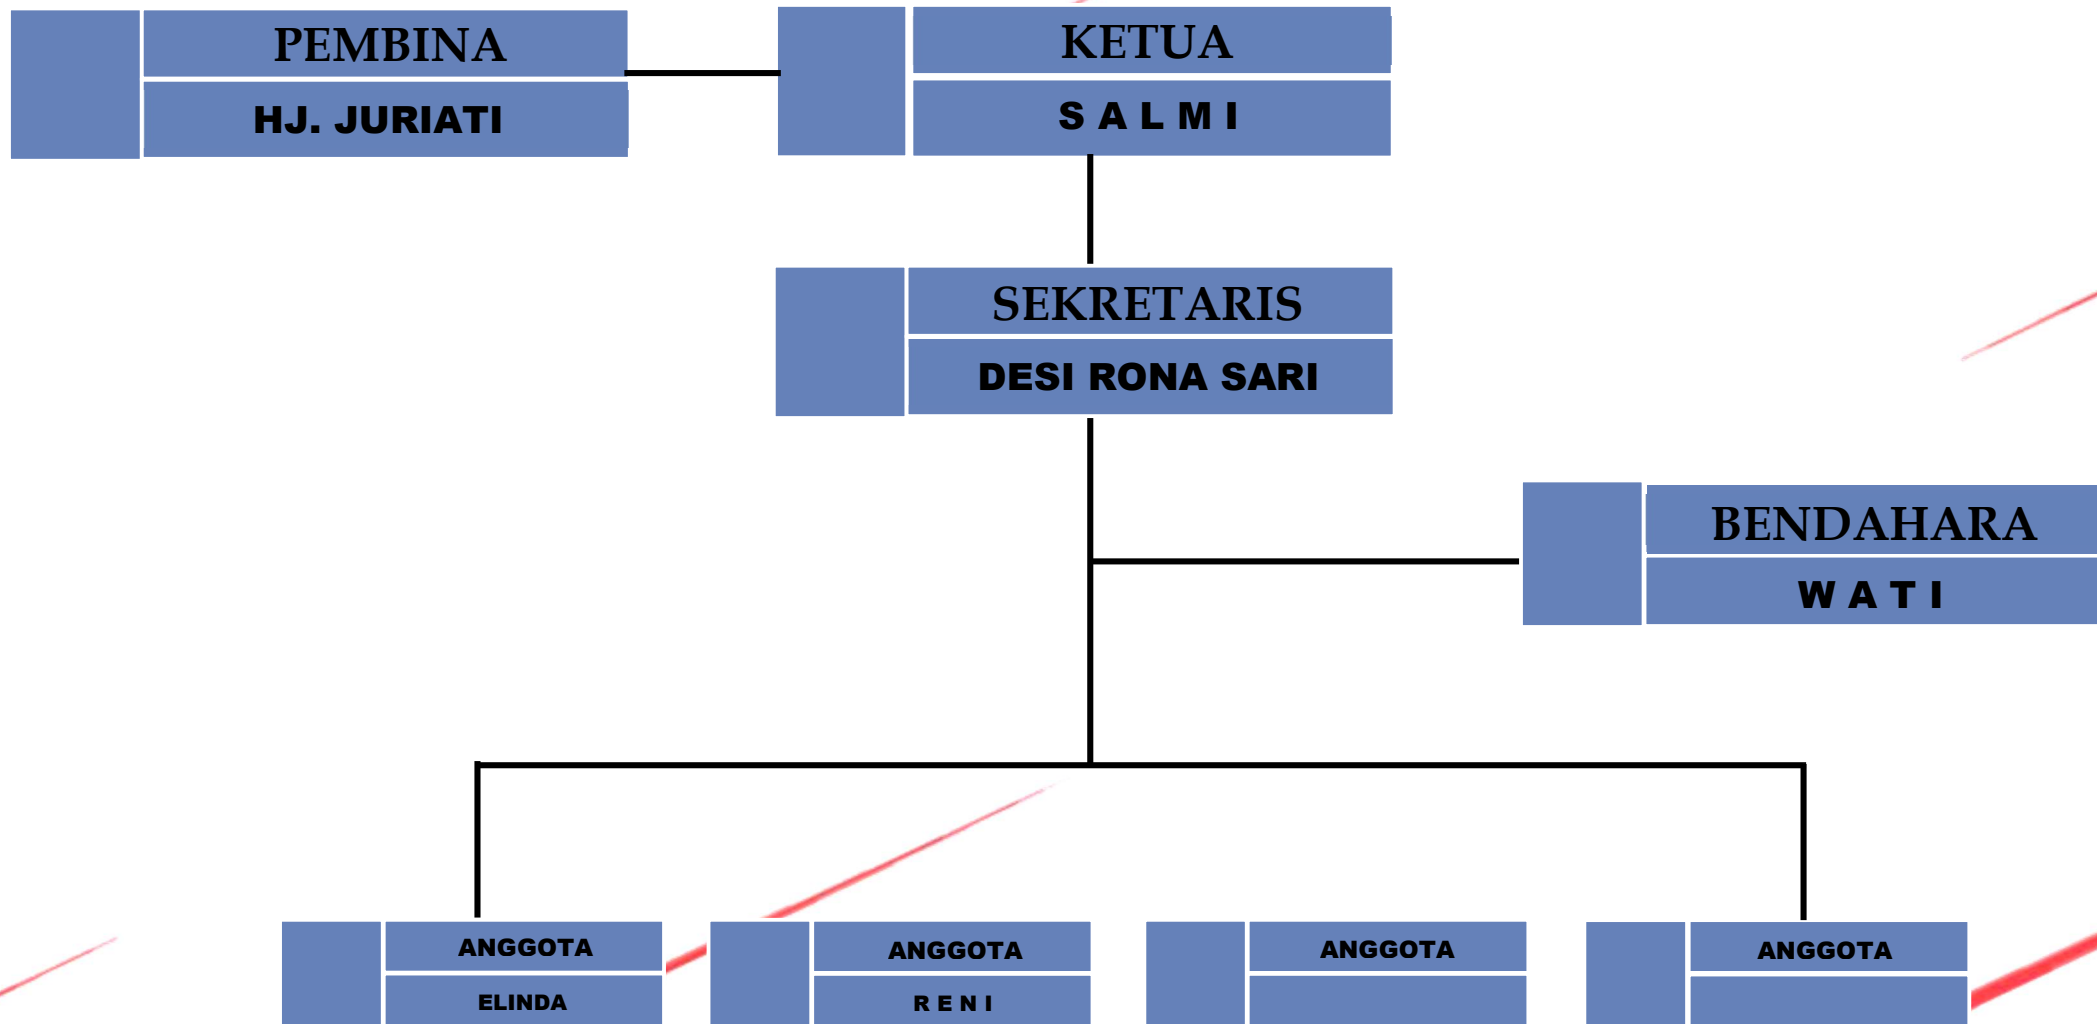 PEMBINA
HJ. JURIATI
KETUA
S A L M I
SEKRETARIS
DESI RONA SARI
BENDAHARA
W A T I
ANGGOTA
ELINDA
ANGGOTA
R E N I
ANGGOTA
ANGGOTA